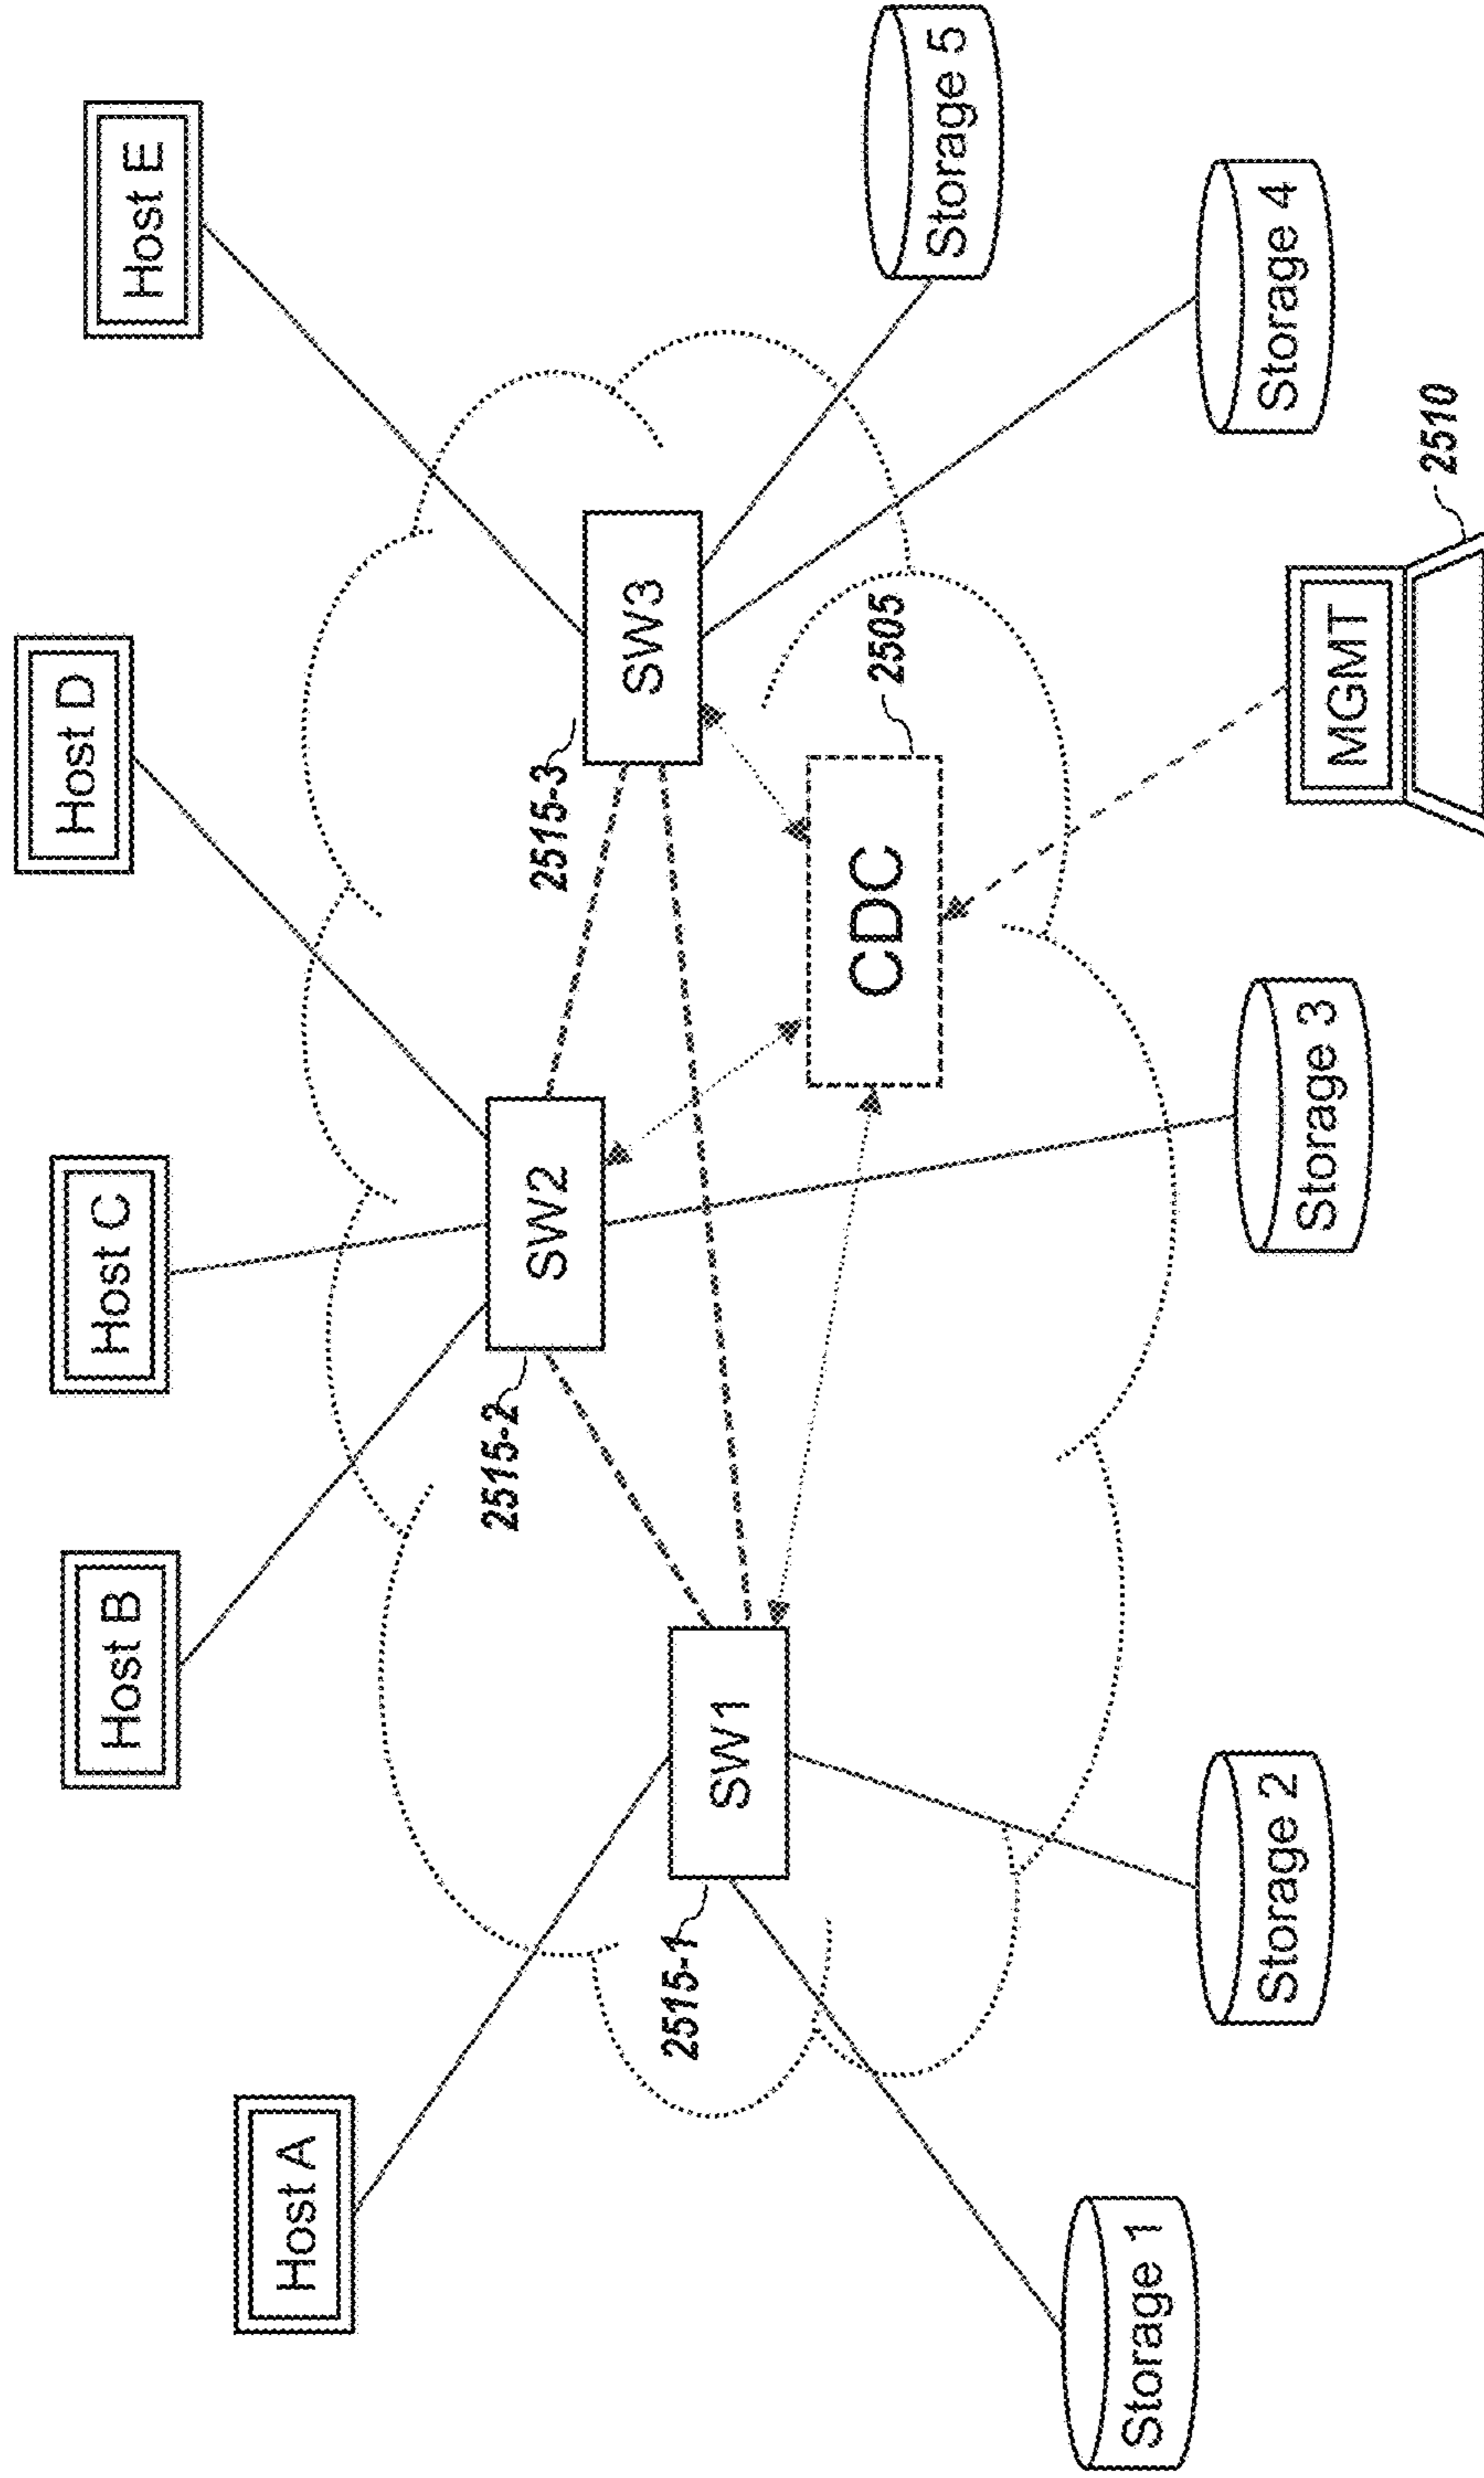 Host A
Host B
Host C
Host D
Host E
2515-1
SW1
2515-2
SW2
2515-3
SW3
CDC
2505
Storage 1
Storage 2
Storage 3
MGMT
2510
Storage 4
Storage 5